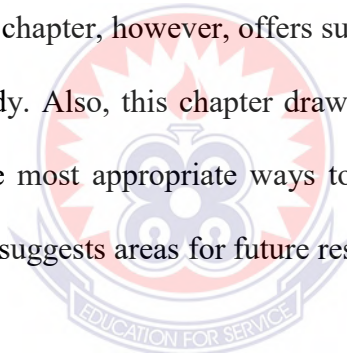 chapter, however, offers su
dy. Also, this chapter draw
e most appropriate ways to
suggests areas for future res
EDUCATION FOR SERVICE